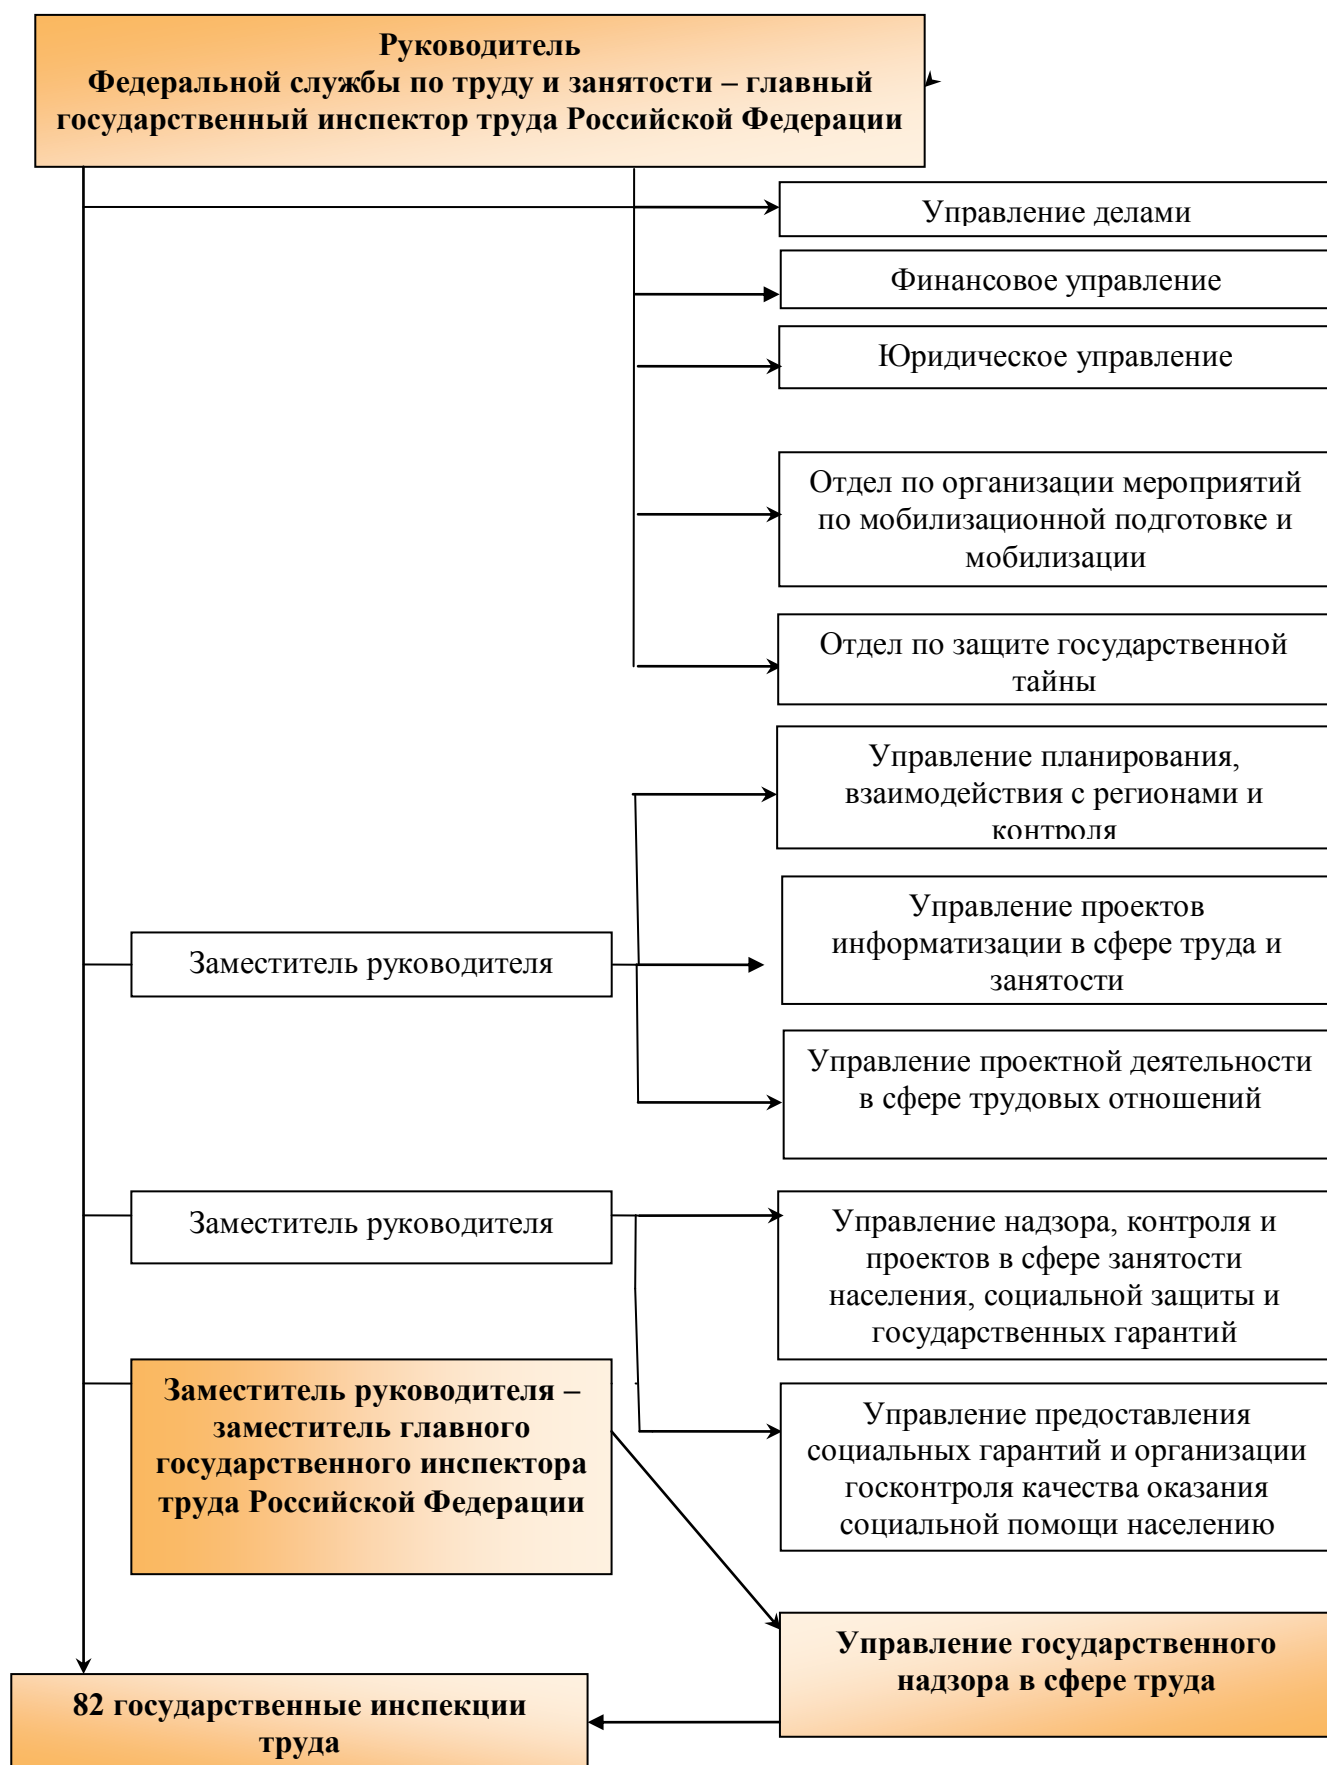 Руководитель
Федеральной службы по труду и занятости – главный
государственный инспектор труда Российской Федерации
Управление делами
Финансовое управление
Юридическое управление
Отдел по организации мероприятий
по мобилизационной подготовке и
мобилизации
Отдел по защите государственной
тайны
Управление планирования,
взаимодействия с регионами и
контроля
Управление проектов
информатизации в сфере труда и
занятости
Заместитель руководителя
Управление проектной деятельности
в сфере трудовых отношений
Заместитель руководителя
Управление надзора, контроля и
проектов в сфере занятости
населения, социальной защиты и
государственных гарантий
Заместитель руководителя –
заместитель главного
государственного инспектора
труда Российской Федерации
Управление предоставления
социальных гарантий и организации
госконтроля качества оказания
социальной помощи населению
Управление государственного
надзора в сфере труда
82 государственные инспекции
труда